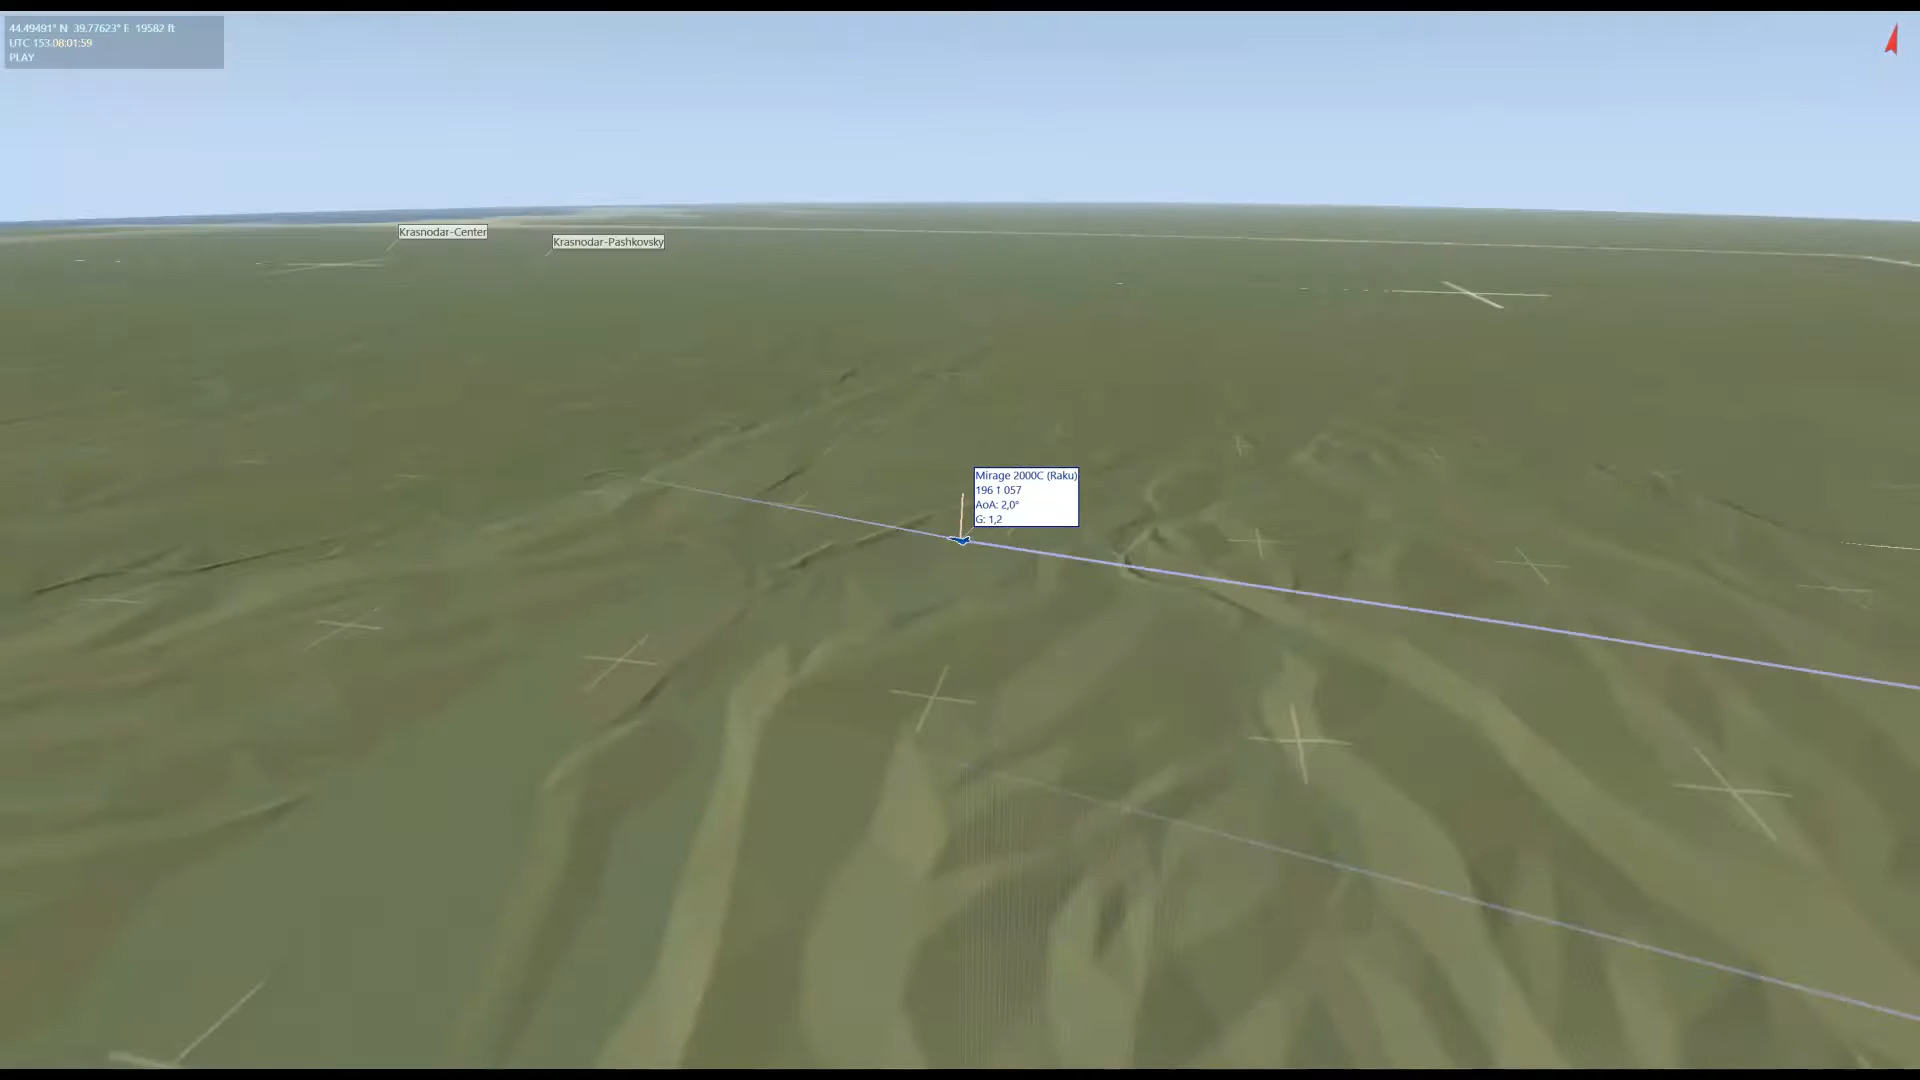 44.49491° N  39.77623° E  19582 ft
UTC 153.08:01:59
PLAY
Krasnodar-Center
Krasnodar-Pashkovsky
Mirage 2000C (Raku)
196 ↑ 057
AoA: 2,0°
G: 1,2